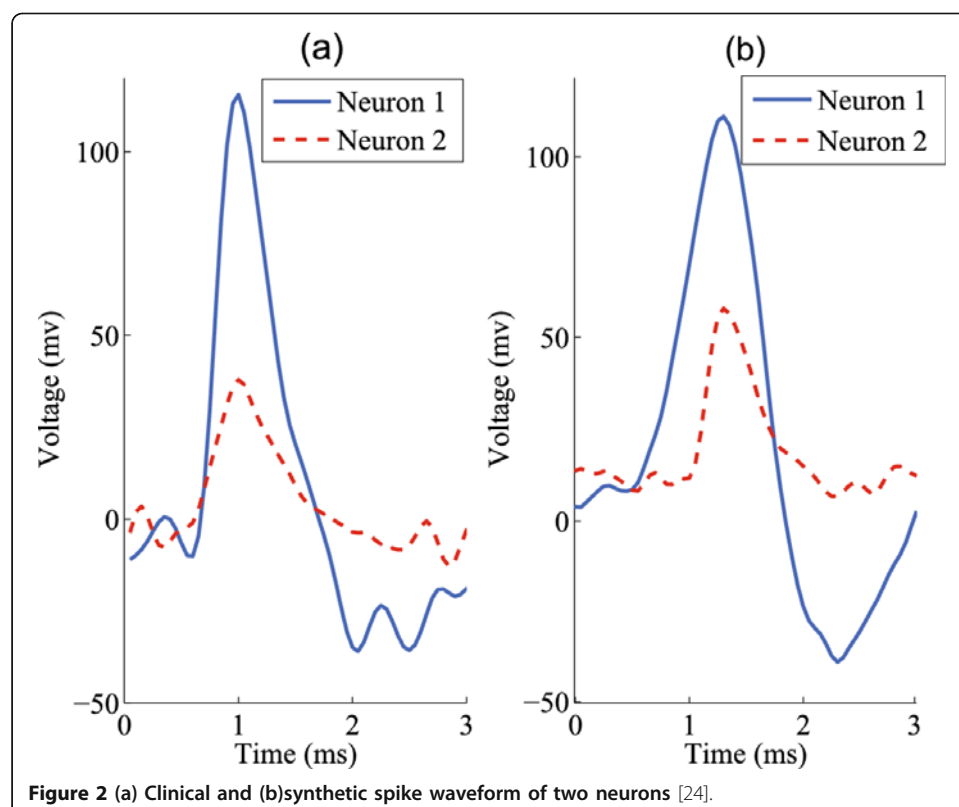 (a)
Neuron 1
Neuron 2
100
50
0
−50
Voltage (mv)
0 1 2 3
Time (ms)
(b)
Neuron 1
Neuron 2
100
50
0
−50
Voltage (mv)
0 1 2 3
Time (ms)
Figure 2 (a) Clinical and (b)synthetic spike waveform of two neurons [24].